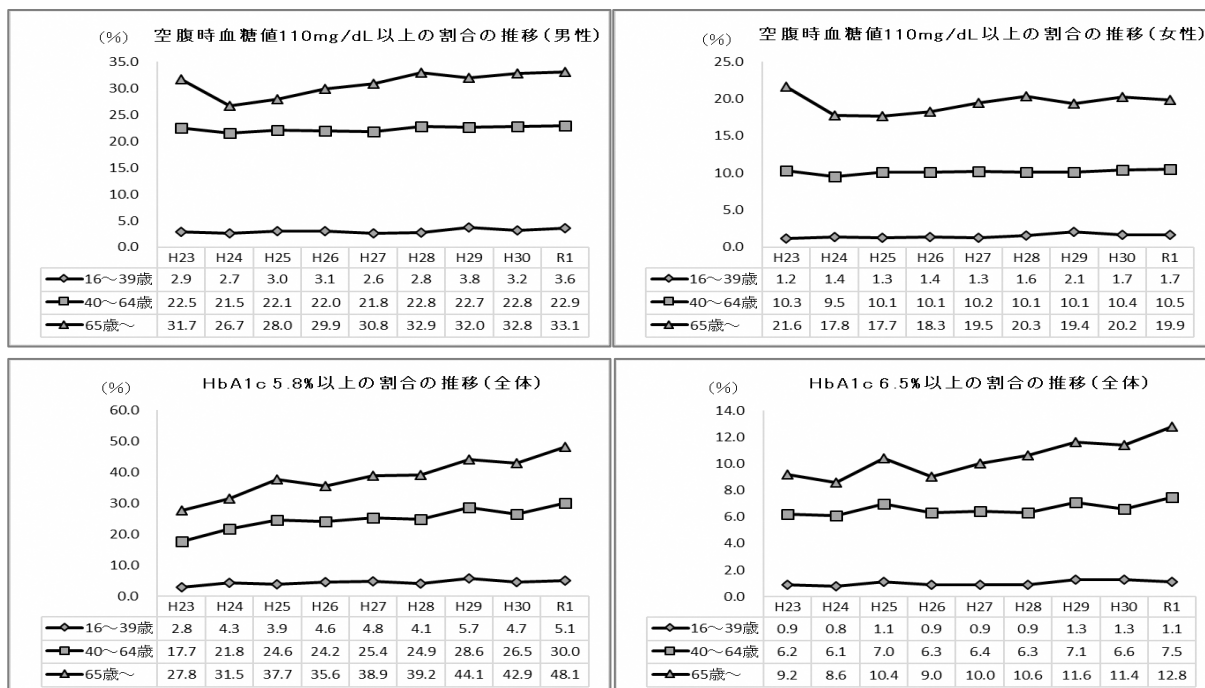 空腹時血糖値110mg/dL以上の割合の推移(男性)
(%)
35.0
30.0
25.0
20.0
15.0
10.0
5.0
0.0
H23 H24 H25 H26 H27 H28 H29 H30 R1
16～39歳 2.9 2.7 3.0 3.1 2.6 2.8 3.8 3.2 3.6
40～64歳 22.5 21.5 22.1 22.0 21.8 22.8 22.7 22.8 22.9
65歳～ 31.7 26.7 28.0 29.9 30.8 32.9 32.0 32.8 33.1
空腹時血糖値110mg/dL以上の割合の推移(女性)
(%)
25.0
20.0
15.0
10.0
5.0
0.0
H23 H24 H25 H26 H27 H28 H29 H30 R1
16～39歳 1.2 1.4 1.3 1.4 1.3 1.6 2.1 1.7 1.7
40～64歳 10.3 9.5 10.1 10.1 10.2 10.1 10.1 10.4 10.5
65歳～ 21.6 17.8 17.7 18.3 19.5 20.3 19.4 20.2 19.9
HbA1c 5.8%以上の割合の推移(全体)
(%)
60.0
50.0
40.0
30.0
20.0
10.0
0.0
H23 H24 H25 H26 H27 H28 H29 H30 R1
16～39歳 2.8 4.3 3.9 4.6 4.8 4.1 5.7 4.7 5.1
40～64歳 17.7 21.8 24.6 24.2 25.4 24.9 28.6 26.5 30.0
65歳～ 27.8 31.5 37.7 35.6 38.9 39.2 44.1 42.9 48.1
HbA1c 6.5%以上の割合の推移(全体)
(%)
14.0
12.0
10.0
8.0
6.0
4.0
2.0
0.0
H23 H24 H25 H26 H27 H28 H29 H30 R1
16～39歳 0.9 0.8 1.1 0.9 0.9 0.9 1.3 1.3 1.1
40～64歳 6.2 6.1 7.0 6.3 6.4 6.3 7.1 6.6 7.5
65歳～ 9.2 8.6 10.4 9.0 10.0 10.6 11.6 11.4 12.8